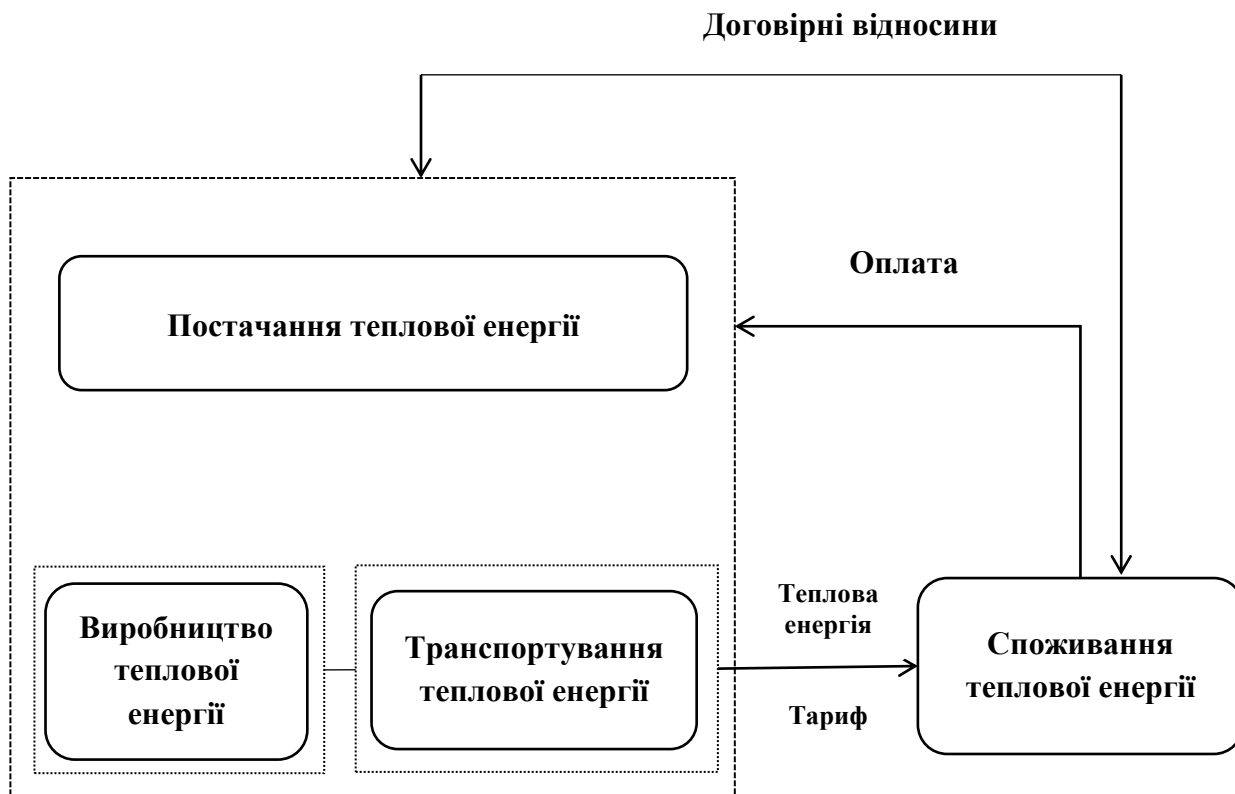 Договірні відносини
Оплата
Постачання теплової енергії
Виробництво
теплової
енергії
Транспортування
теплової енергії
Теплова
енергія
Тариф
Споживання
теплової енергії